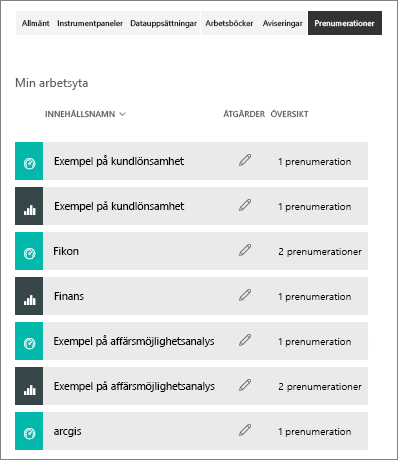 Allmänt Instrumentpaneler Datauppsättningar Arbetsböcker Aviseringar Prenumerationer
Min arbetsyta
INNEHÅLLSNAMN ÅTGÄRDER ÖVERSIKT
Exempel på kundlönsamhet 1 prenumeration
Exempel på kundlönsamhet 1 prenumeration
Fikon 2 prenumerationer
Finans 1 prenumeration
Exempel på affärsmöjlighetsanalys 1 prenumeration
Exempel på affärsmöjlighetsanalys 2 prenumerationer
arcgis 1 prenumeration